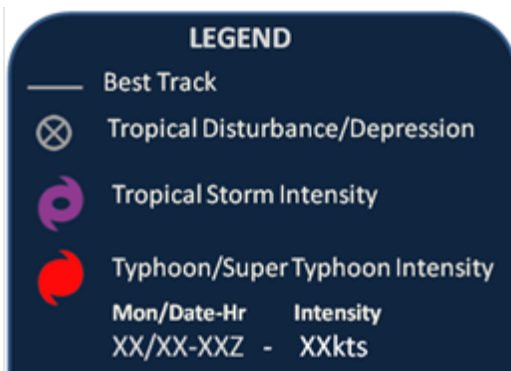 LEGEND
Best Track
Tropical Disturbance/Depression
Tropical Storm Intensity
Typhoon/Super Typhoon Intensity
Mon/Date-Hr Intensity
XX/XX-XXZ - XXkts